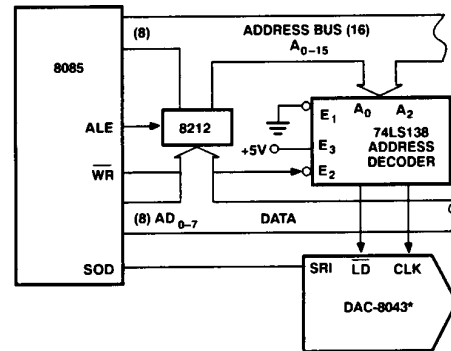 (8)
ADDRESS BUS (16)
A0–15
8085
ALE
8212
E1
A0
A2
74LS138
ADDRESS
DECODER
+5V
E3
E2
WR
(8) AD0–7
DATA
SOD
SRI
LD
CLK
DAC-8043*